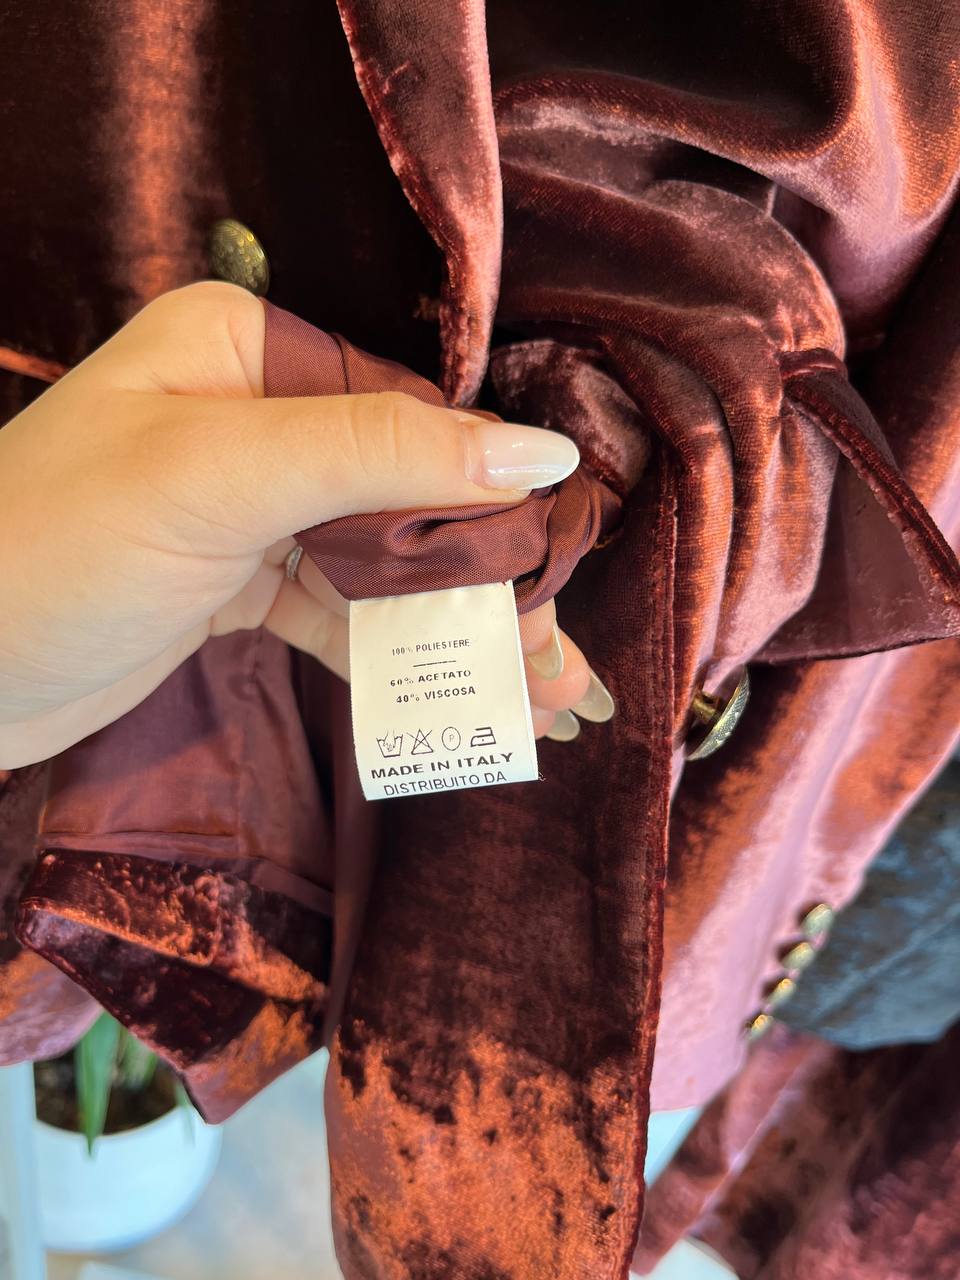 100% POLIESTERE
60% ACETATO
40% VISCOSA
P
MADE IN ITALY
DISTRIBUITO DA